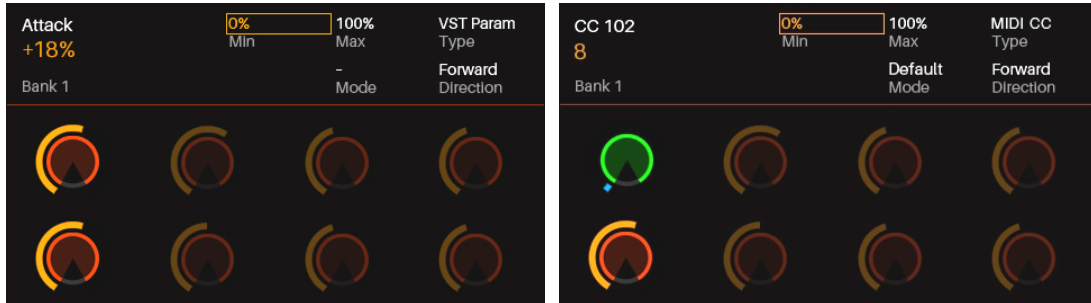 Attack
+18%
Bank 1
0%
Min
100%
Max
–
Mode
VST Param
Type
Forward
Direction
CC 102
8
Bank 1
0%
Min
100%
Max
Default
Mode
MIDI CC
Type
Forward
Direction